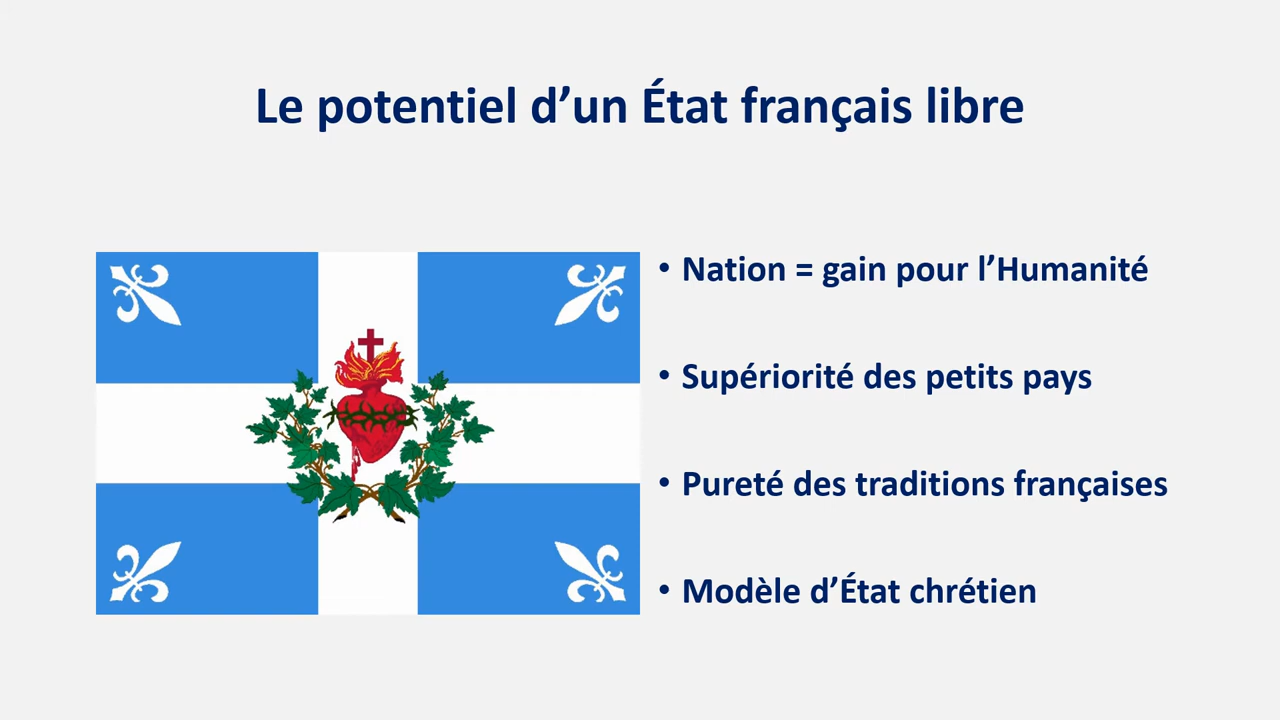 Le potentiel d’un État français libre
• Nation = gain pour l’Humanité
• Supériorité des petits pays
• Pureté des traditions françaises
• Modèle d’État chrétien